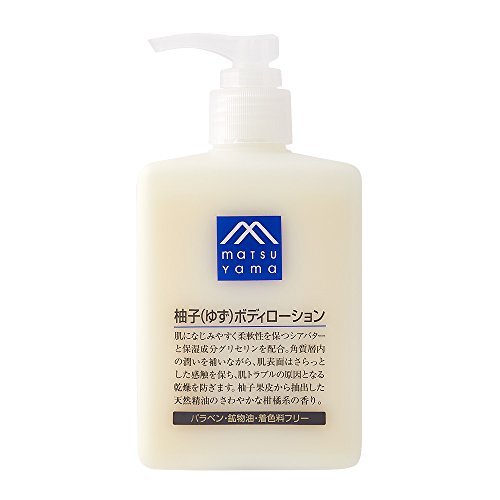 matsu
yama
柚子(ゆず)ボディローション
肌になじみやすく柔軟性を保つシアバター
と保湿成分グリセリンを配合。角質層内
の潤いを補いながら、肌表面はさらっと
した感触を保ち、肌トラブルの原因となる
乾燥を防ぎます。柚子果皮から抽出した
天然精油のさわやかな柑橘系の香り。
パラベン・鉱物油・着色料フリー